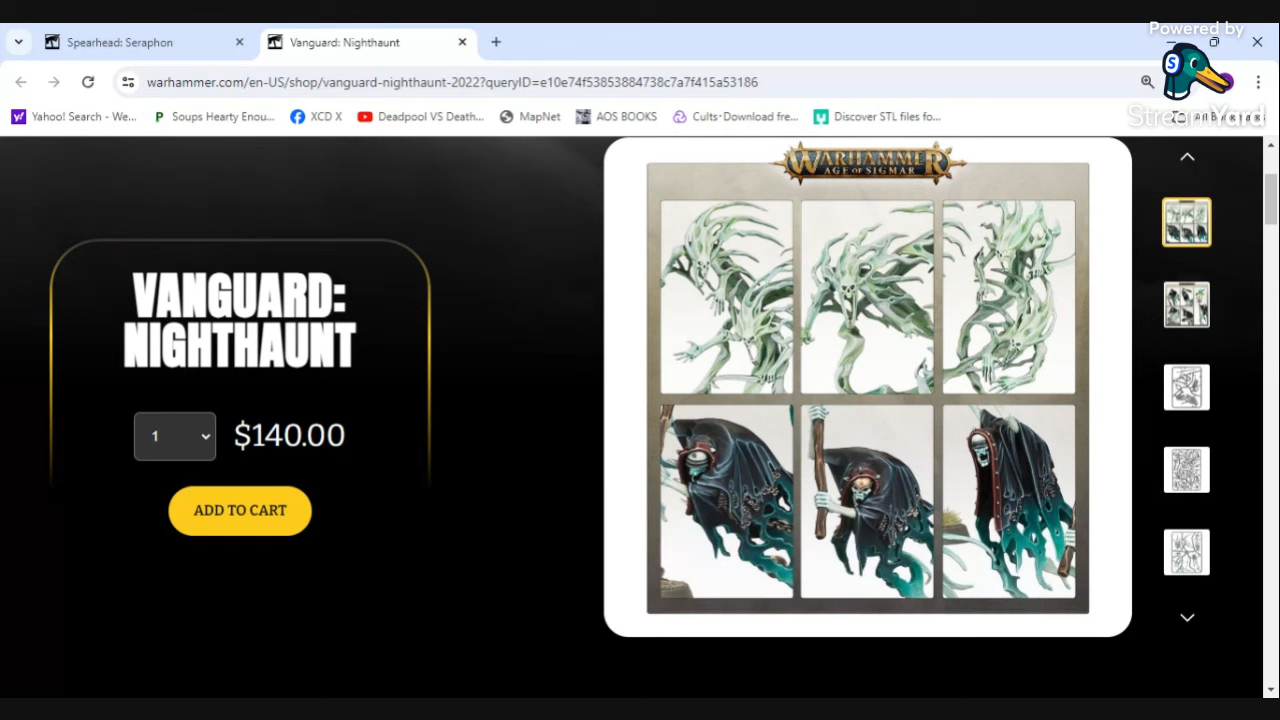 Powered by
StreamYard
Spearhead: Seraphon
Vanguard: Nighthaunt
warhammer.com/en-US/shop/vanguard-nighthaunt-2022?queryID=e10e74f53853884738c7a7f415a53186
Yahoo! Search - We...
Soups Hearty Enou...
XCD X
Deadpool VS Death...
MapNet
AOS BOOKS
Cults·Download fre...
Discover STL files fo...
All Bookmarks
WARHAMMER
AGE OF SIGMAR
VANGUARD:
NIGHTHAUNT
1
$140.00
ADD TO CART